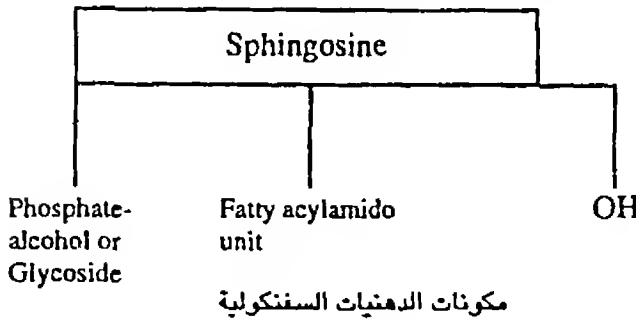 Sphingosine
Phosphate-
alcohol or
Glycoside
Fatty acylamido
unit
OH
مكونات الدهنيات السفنكولية